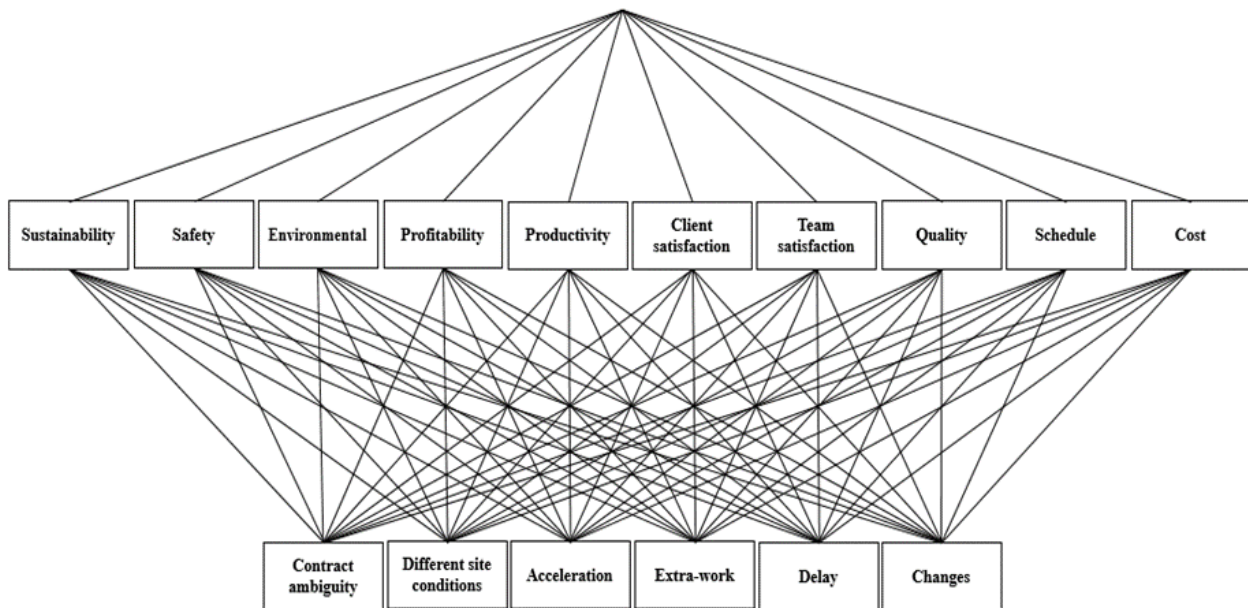 Sustainability
Safety
Environmental
Profitability
Productivity
Client
satisfaction
Team
satisfaction
Quality
Schedule
Cost
Contract
ambiguity
Different site
conditions
Acceleration
Extra-work
Delay
Changes